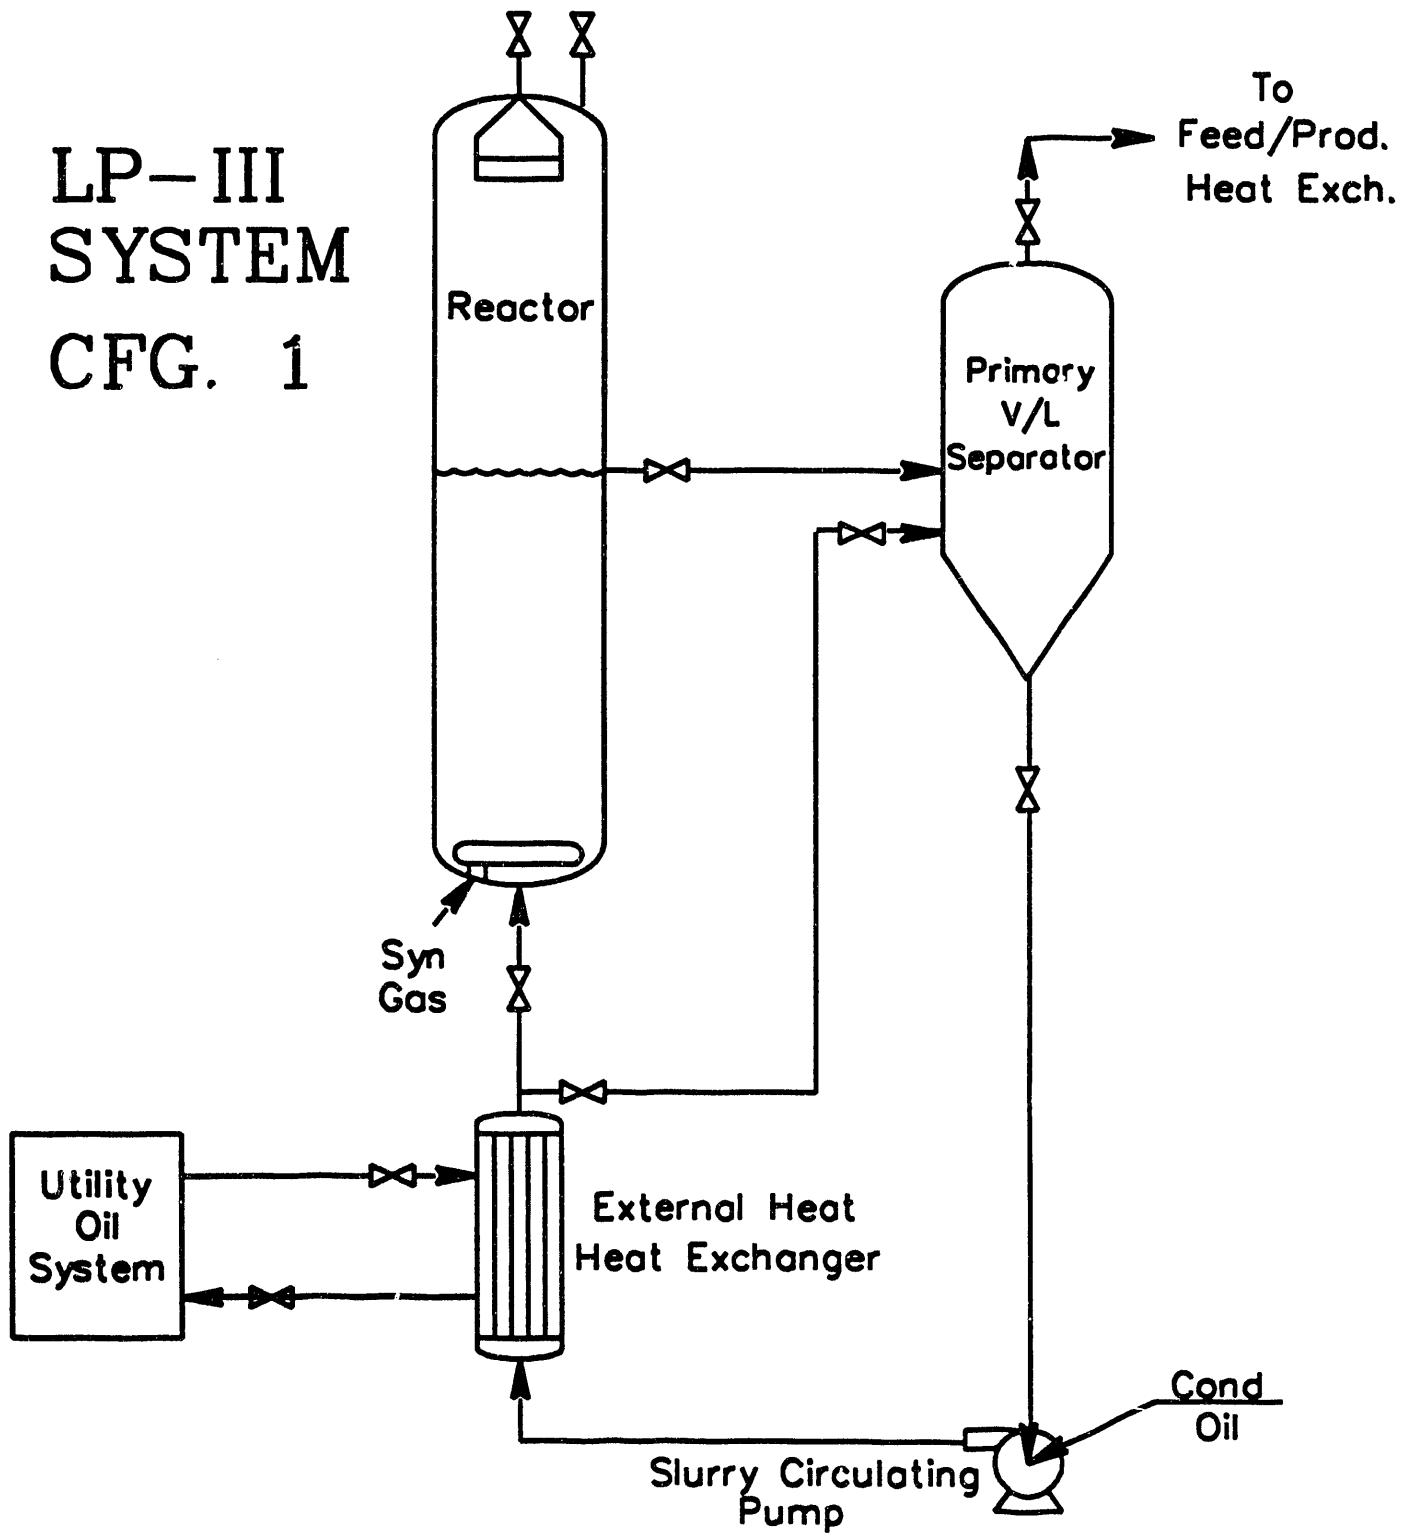 LP-III
SYSTEM
CFG. 1
To
Feed/Prod.
Heat Exch.
Reactor
Primary
V/L
Separator
Syn
Gas
Utility
Oil
System
External Heat
Heat Exchanger
Cond
Oil
Slurry Circulating
Pump